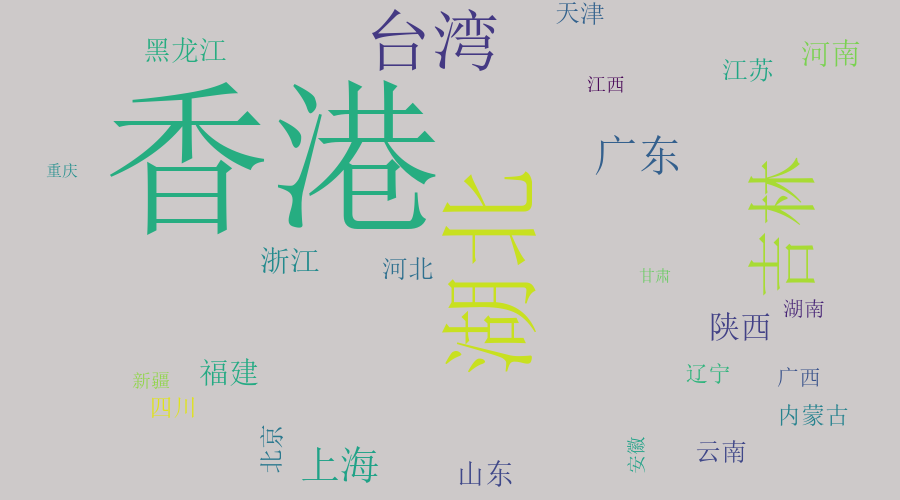 天津
台湾
黑龙江
河南
江苏
江西
香港
广东
重庆
吉林
湖北
浙江
河北
甘肃
湖南
陕西
福建
辽宁
广西
新疆
四川
内蒙古
北京
上海
山东
安徽
云南